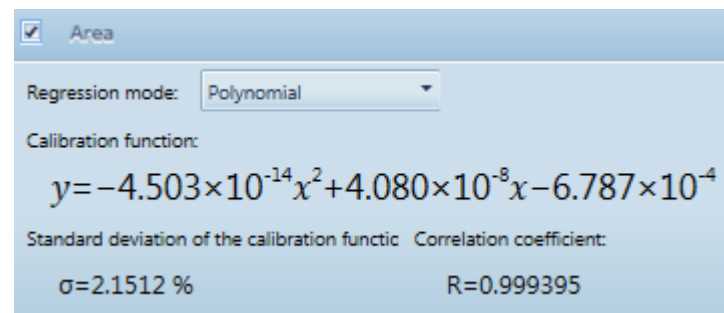 Area
Regression mode: Polynomial
Calibration function:
y=−4.503×10⁻¹⁴x²+4.080×10⁻⁸x−6.787×10⁻⁴
Standard deviation of the calibration functic Correlation coefficient:
σ=2.1512 % R=0.999395